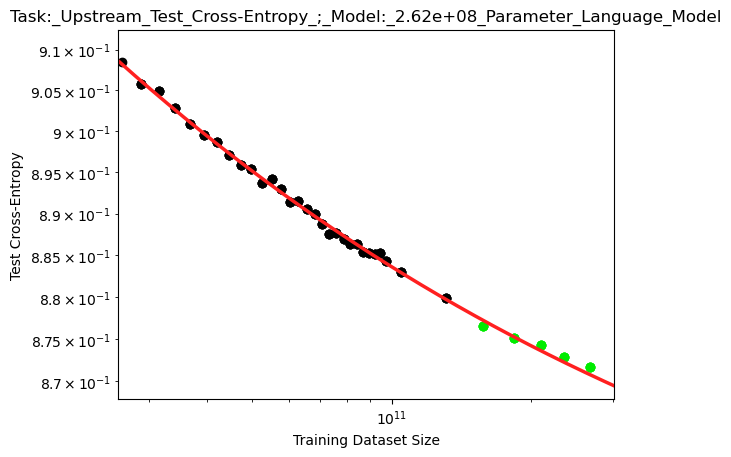 Task:_Upstream_Test_Cross-Entropy_;_Model:_2.62e+08_Parameter_Language_Model
9.1 × 10⁻¹
9.05 × 10⁻¹
9 × 10⁻¹
8.95 × 10⁻¹
8.9 × 10⁻¹
8.85 × 10⁻¹
8.8 × 10⁻¹
8.75 × 10⁻¹
8.7 × 10⁻¹
Test Cross-Entropy
10¹¹
Training Dataset Size